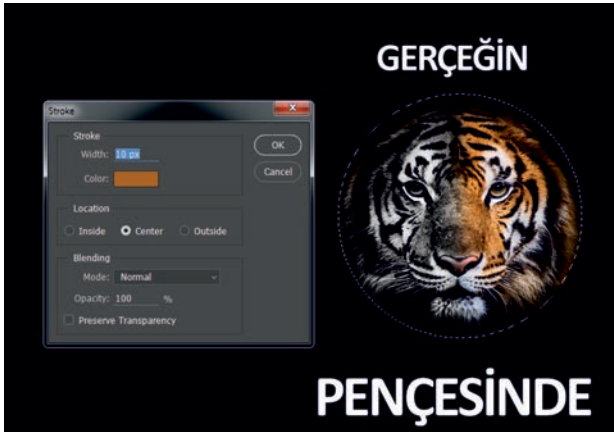 GERÇEĞİN
Stroke
Stroke
Width: 10 px
Color:
OK
Cancel
Location
Inside Center Outside
Blending
Mode: Normal
Opacity: 100 %
Preserve Transparency
PENÇESİNDE